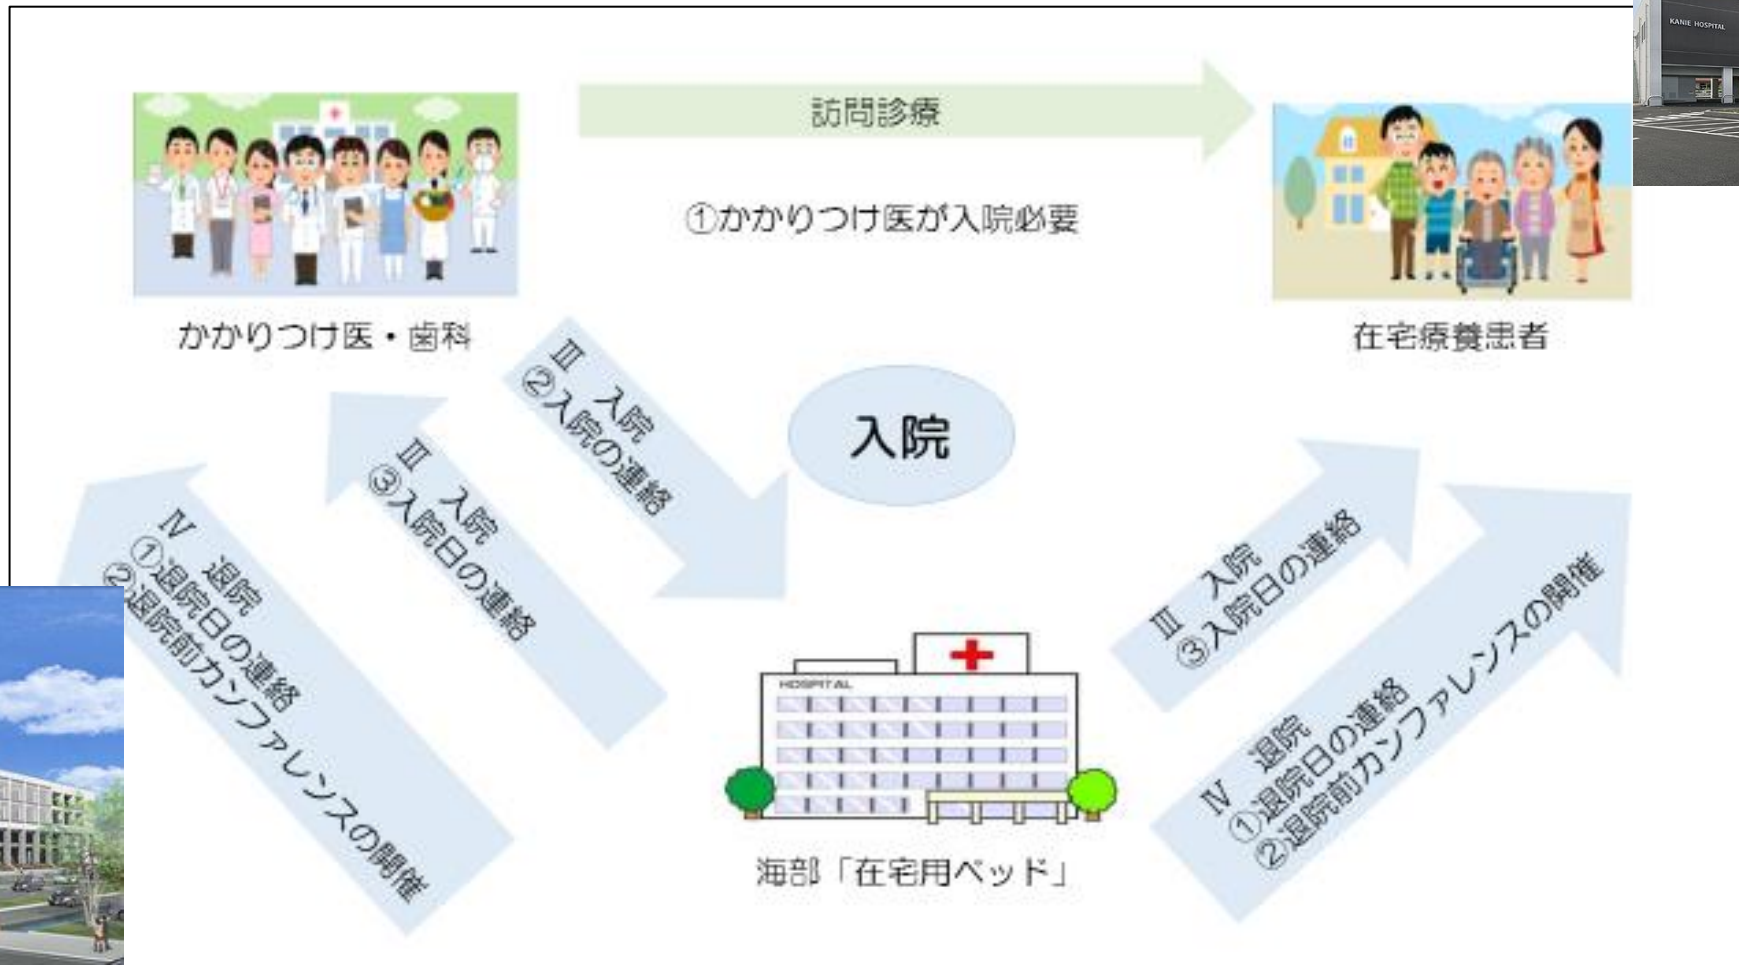 KANIE HOSPITAL
訪問診療
①かかりつけ医が入院必要
かかりつけ医・歯科
在宅療養患者
Ⅲ 入院
②入院の連絡
入院
Ⅲ 入院
③入院日の連絡
Ⅳ 退院
①退院日の連絡
②退院前カンファレンスの開催
Ⅲ 入院
③入院日の連絡
Ⅳ 退院
①退院日の連絡
②退院前カンファレンスの開催
HOSPITAL
海部「在宅用ベッド」